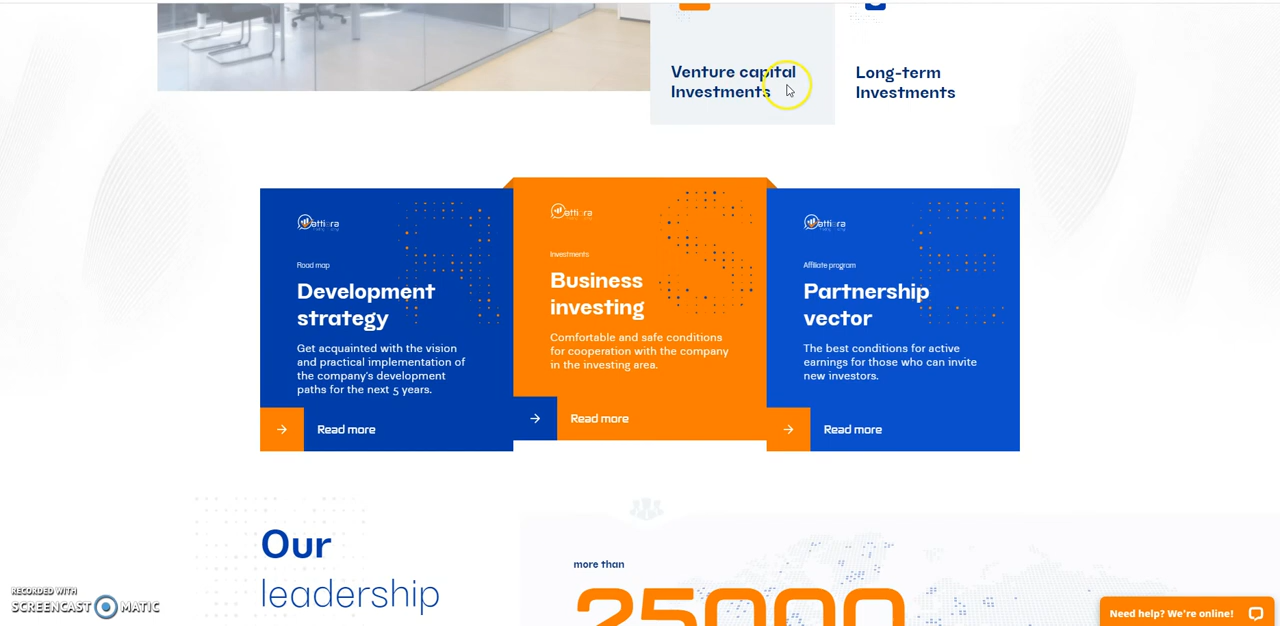 Venture capital
Investments
Long-term
Investments
Road map
Development
strategy
Get acquainted with the vision
and practical implementation of
the company's development
paths for the next 5 years.
Read more
Investments
Business
investing
Comfortable and safe conditions
for cooperation with the company
in the investing area.
Read more
Affiliate program
Partnership
vector
The best conditions for active
earnings for those who can invite
new investors.
Read more
Our
leadership
more than
25000
RECORDED WITH
SCREENCAST MATIC
Need help? We're online!